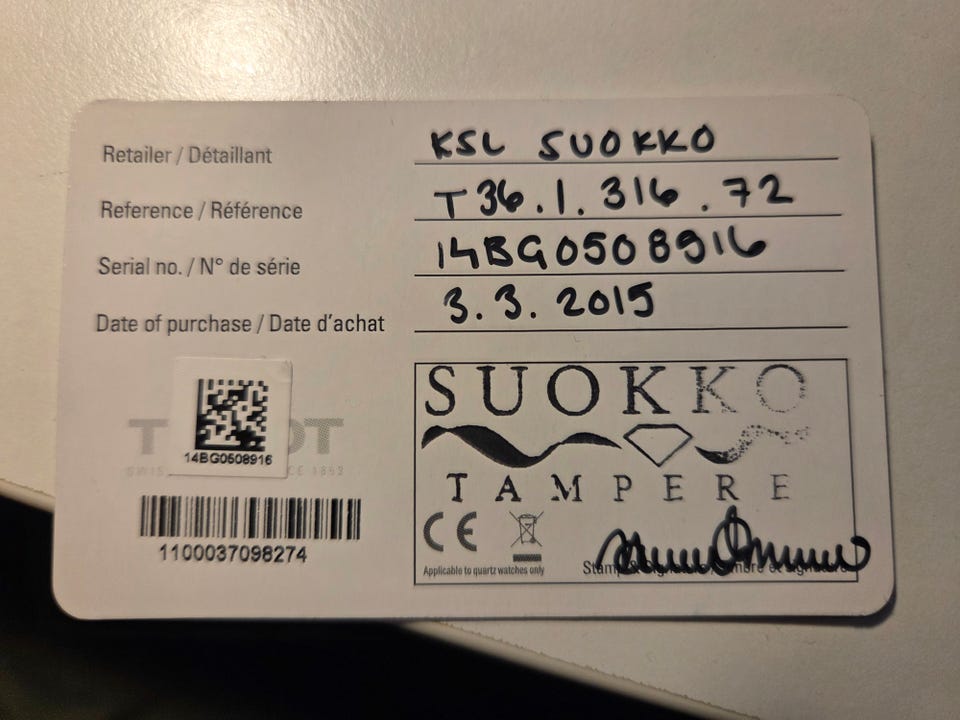 Retailer / Détaillant KSL SUOKKO
Reference / Référence T36.1.316.72
Serial no. / N° de série 14BG0508916
Date of purchase / Date d'achat 3.3.2015
SUOKKO
TAMPERE
14BG0508916
1100037098274
CE
Applicable to quartz watches only